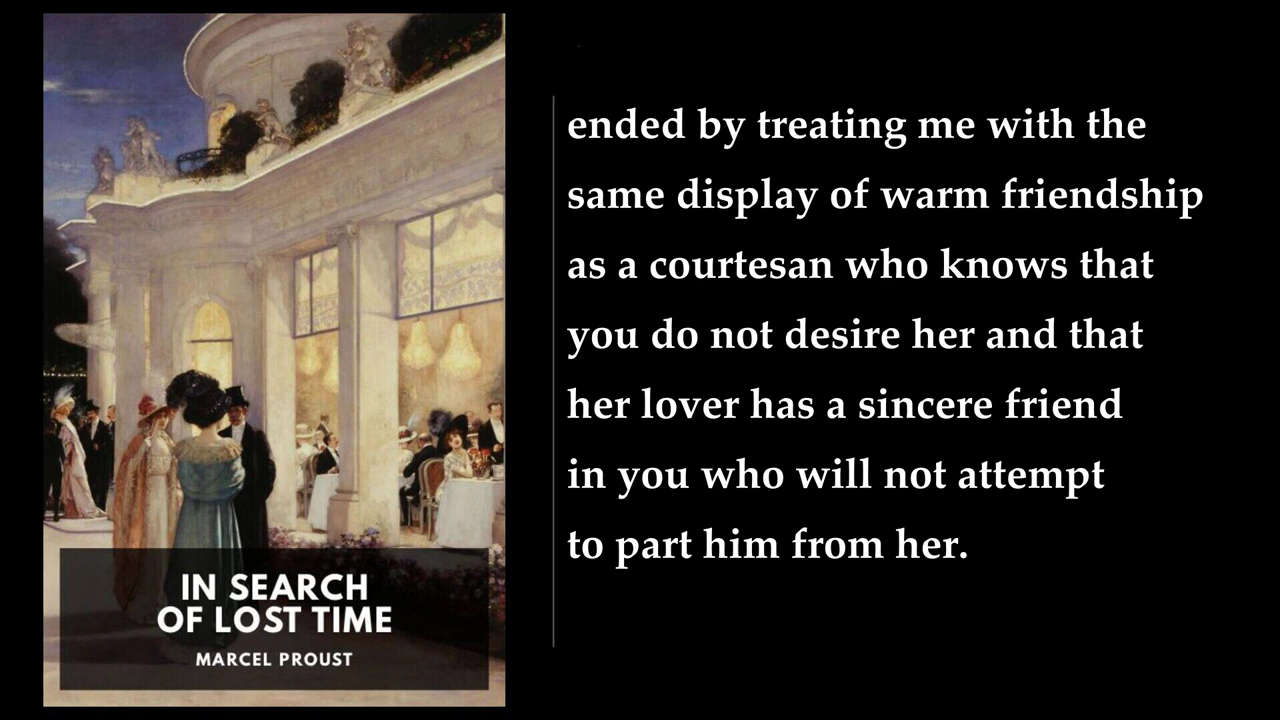 IN SEARCH
OF LOST TIME
MARCEL PROUST
ended by treating me with the
same display of warm friendship
as a courtesan who knows that
you do not desire her and that
her lover has a sincere friend
in you who will not attempt
to part him from her.